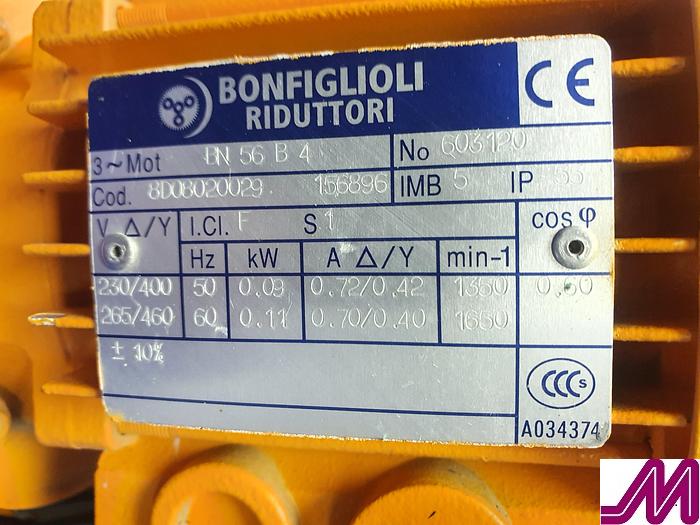 BONFIGLIOLI
RIDUTTORI
CE
3~Mot BN 56 B 4 No 6031P0
Cod. 8D08020029 156896 IMB 5 IP 55
V Δ/Y I.Cl. F S1 cos φ
Hz kW A Δ/Y min-1
230/400 50 0.09 0.72/0.42 1350 0.60
265/460 60 0.11 0.70/0.40 1650
± 10%
CCC S
A034374
M